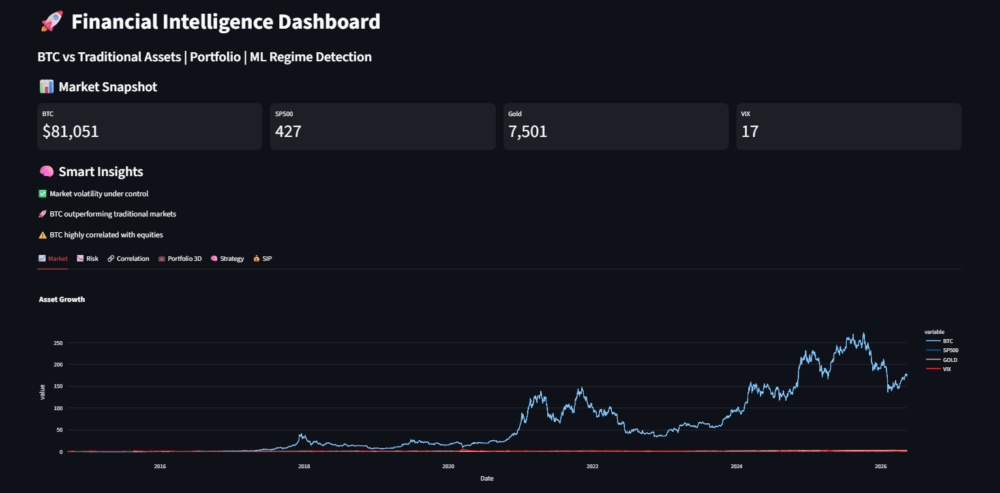 🚀 Financial Intelligence Dashboard
BTC vs Traditional Assets | Portfolio | ML Regime Detection
📊 Market Snapshot
BTC
$81,051
SP500
427
Gold
7,501
VIX
17
🧠 Smart Insights
✅ Market volatility under control
🚀 BTC outperforming traditional markets
⚠️ BTC highly correlated with equities
📈 Market 📉 Risk 🔗 Correlation 💼 Portfolio 3D 🧠 Strategy 💰 SIP
Asset Growth
variable
BTC
SP500
GOLD
VIX
value
250
200
150
100
50
0
2016 2018 2020 2022 2024 2026
Date